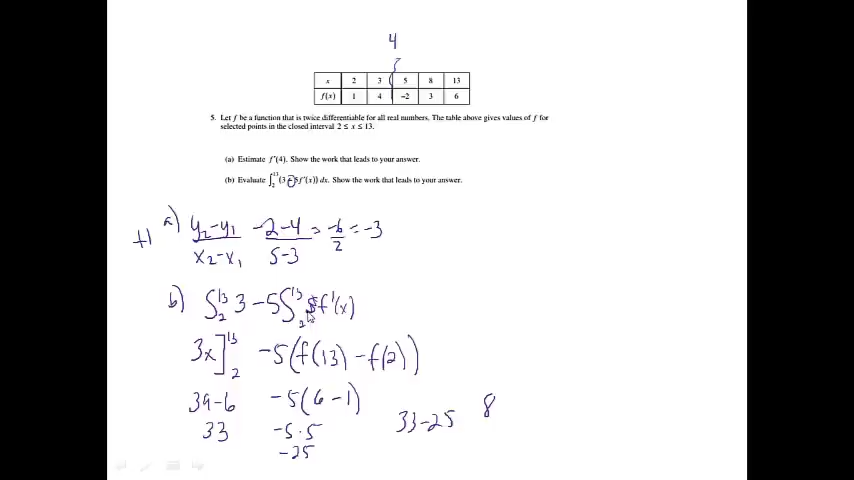 4
x 2 3 5 8 13
f(x) 1 4 −2 3 6
5. Let f be a function that is twice differentiable for all real numbers. The table above gives values of f for
selected points in the closed interval 2 ≤ x ≤ 13.
(a) Estimate f′(4). Show the work that leads to your answer.
(b) Evaluate ∫₂¹³ (3 − 5f′(x)) dx. Show the work that leads to your answer.
+1 a) (y₂−y₁)/(x₂−x₁) (−2−4)/(5−3) = −6/2 = −3
b) ∫₂¹³ 3 − 5∫₂¹³ f′(x)
3x]₂¹³ −5(f(13) − f(2))
39−6 −5(6−1)
33 −5·5 33−25 8
−25